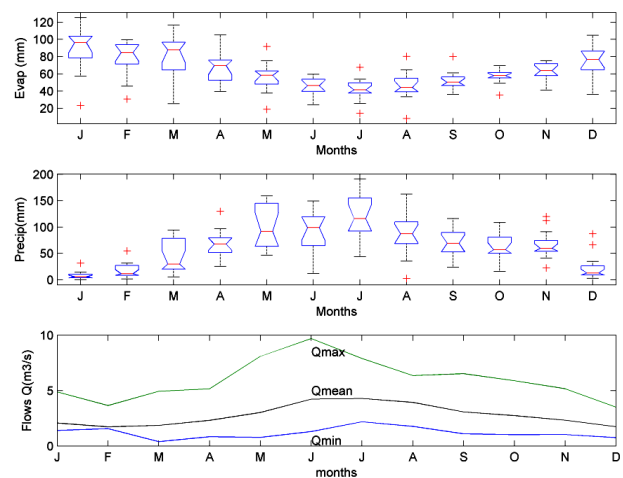 Evap (mm)
120
100
80
60
40
20
J F M A M J J A S O N D
Months
Precip(mm)
200
150
100
50
0
J F M A M J J A S O N D
Months
Flows Q(m3/s)
10
5
0
Qmax
Qmean
Qmin
J F M A M J J A S O N D
months